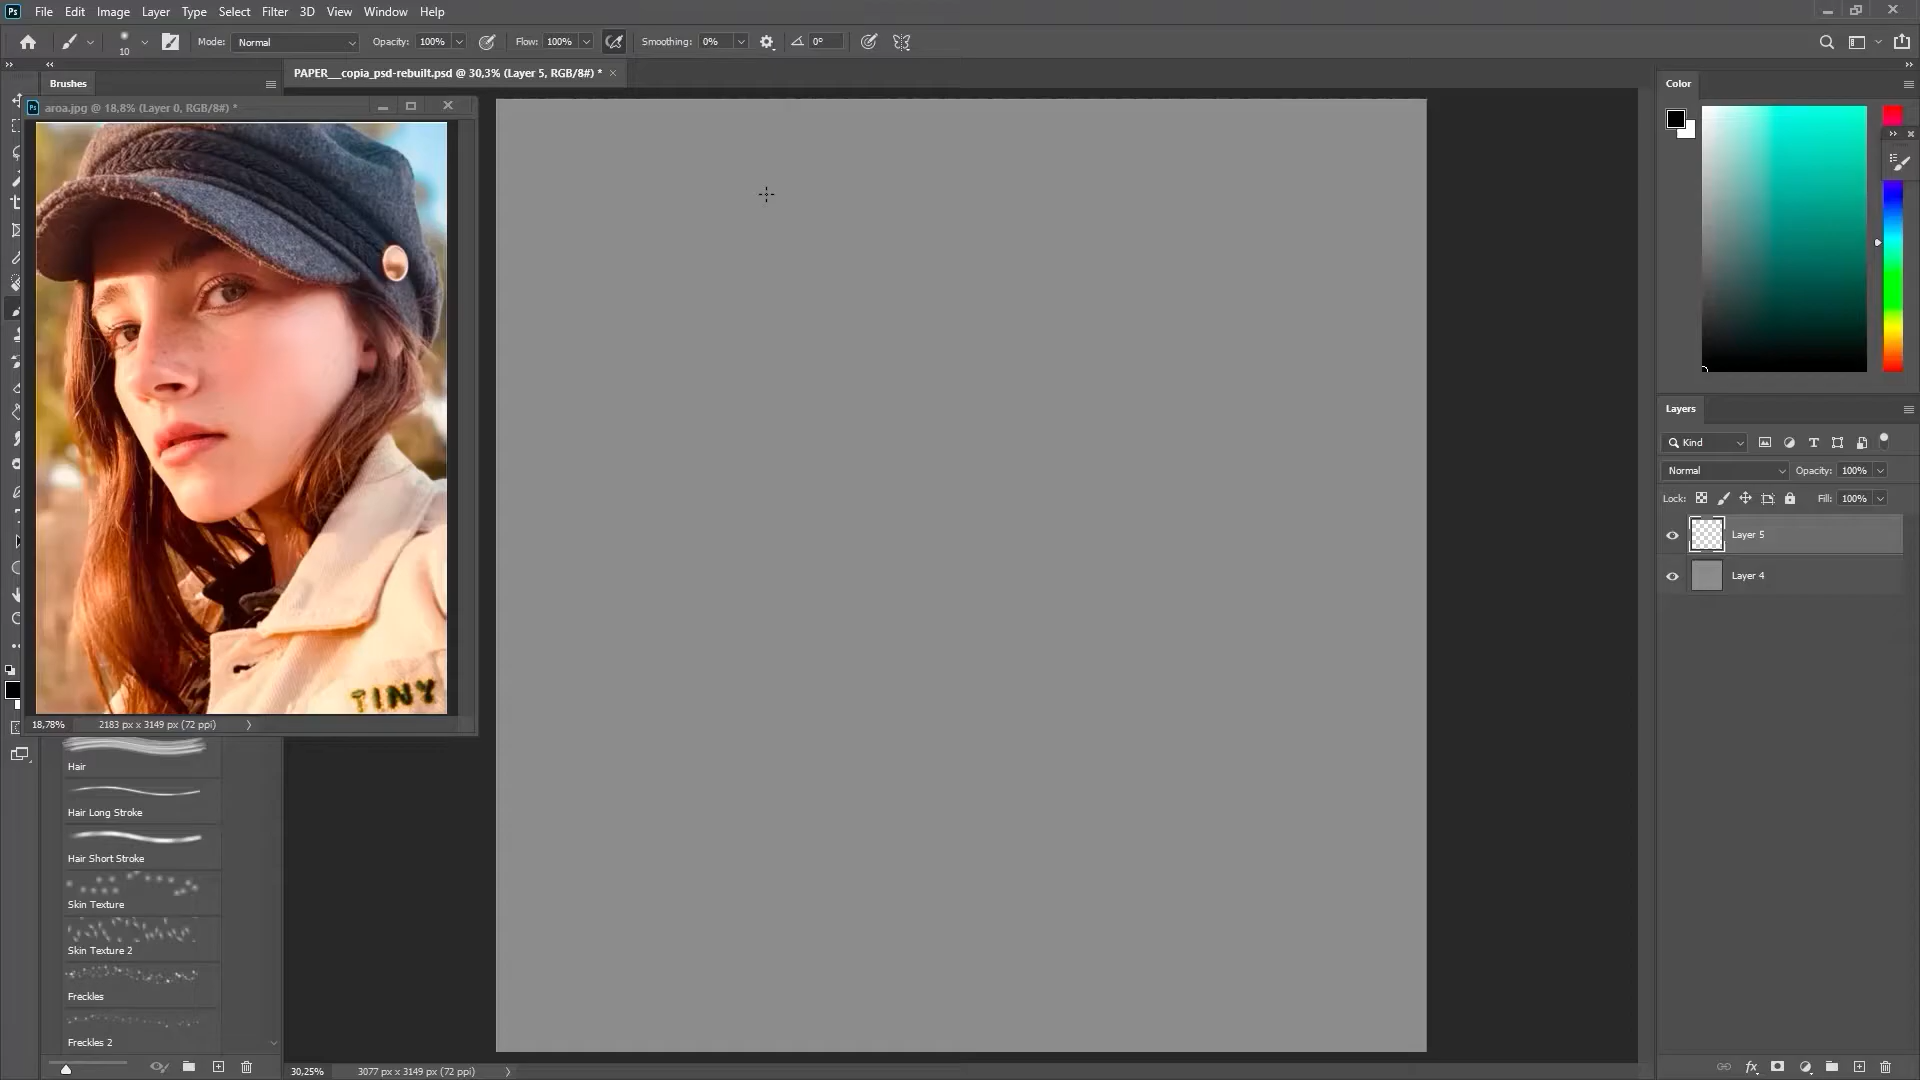 Ps File Edit Image Layer Type Select Filter 3D View Window Help
10 Mode: Normal Opacity: 100% Flow: 100% Smoothing: 0% 0°
Brushes
PAPER__copia_psd-rebuilt.psd @ 30,3% (Layer 5, RGB/8#) *
Color
Ps aroa.jpg @ 18,8% (Layer 0, RGB/8#) *
TINY
18,78% 2183 px x 3149 px (72 ppi)
Hair
Hair Long Stroke
Hair Short Stroke
Skin Texture
Skin Texture 2
Freckles
Freckles 2
30,25% 3077 px x 3149 px (72 ppi)
Layers
Kind
Normal Opacity: 100%
Lock: Fill: 100%
Layer 5
Layer 4
fx